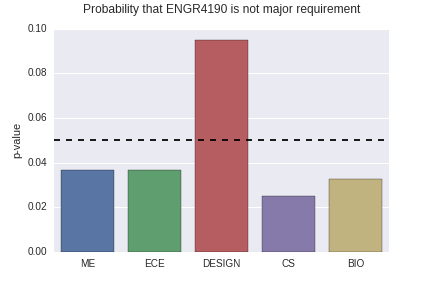 Probability that ENGR4190 is not major requirement
0.10
0.08
0.06
0.04
0.02
0.00
p-value
ME ECE DESIGN CS BIO